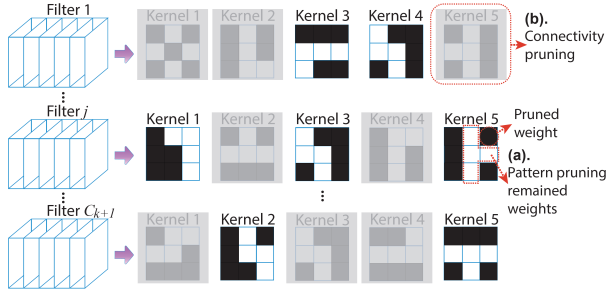 Filter 1
Kernel 1
Kernel 2
Kernel 3
Kernel 4
Kernel 5
(b).
Connectivity
pruning
Filter j
Kernel 1
Kernel 2
Kernel 3
Kernel 4
Kernel 5
Pruned
weight
(a).
Pattern pruning
remained
weights
Filter Ck+1
Kernel 1
Kernel 2
Kernel 3
Kernel 4
Kernel 5